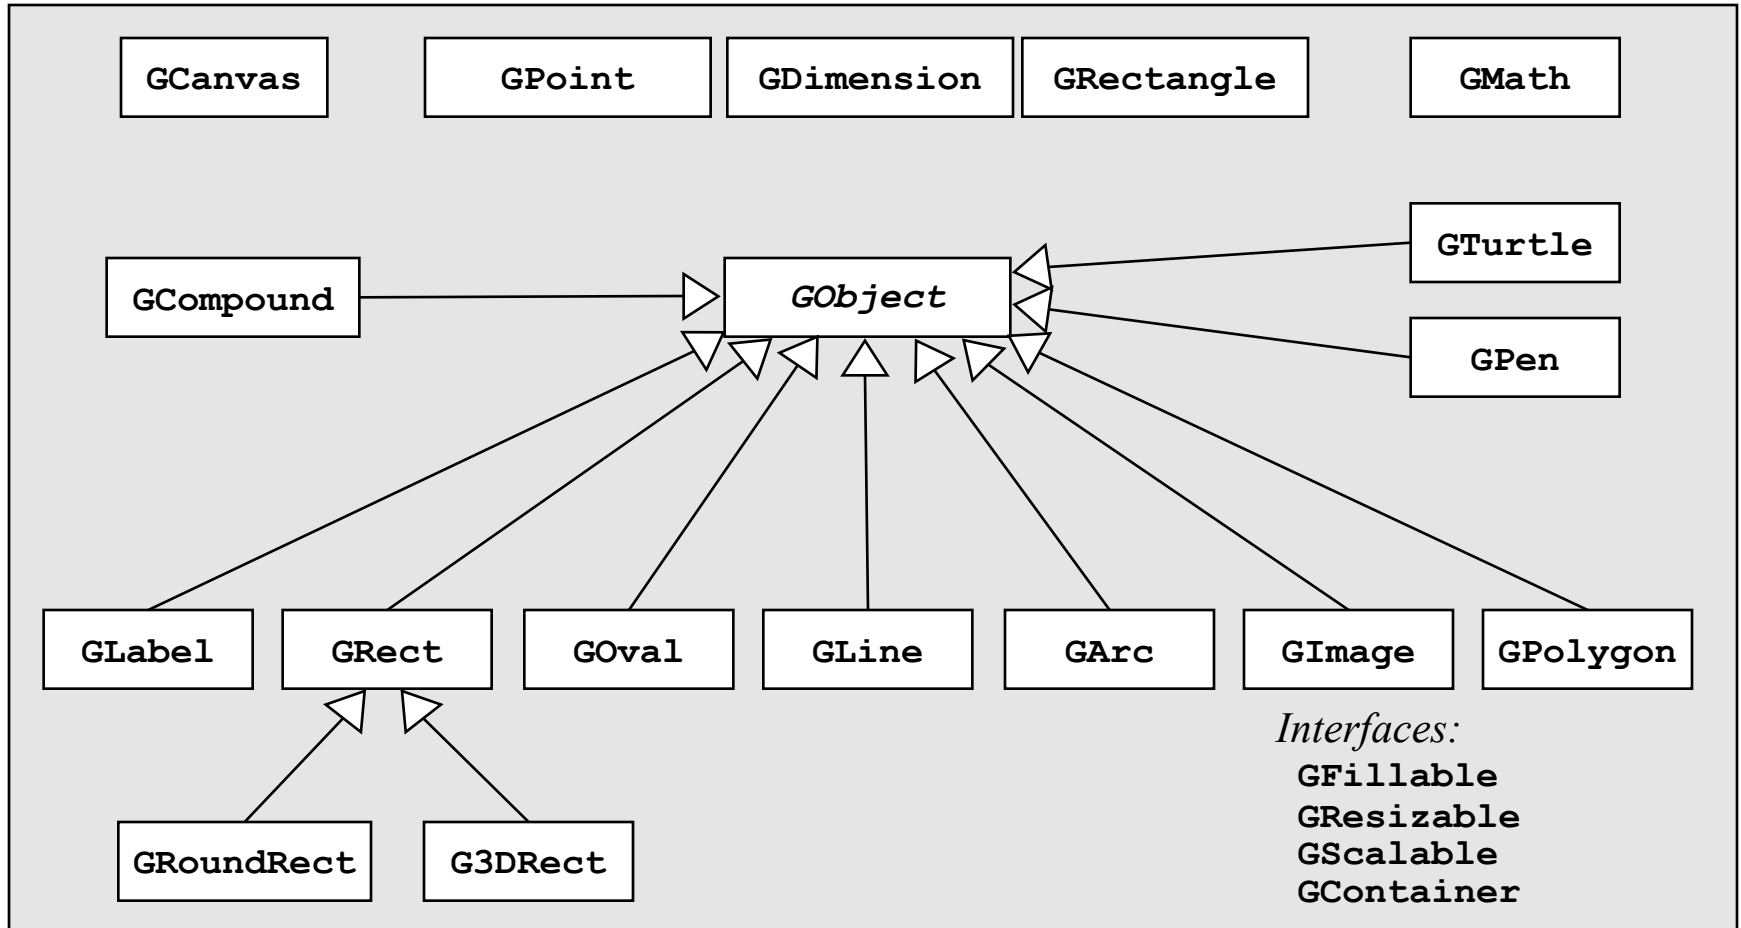 GCanvas
GPoint
GDimension
GRectangle
GMath
GTurtle
GCompound
GObject
GPen
GLabel
GRect
GOval
GLine
GArc
GImage
GPolygon
Interfaces:
GFillable
GResizable
GScalable
GContainer
GRoundRect
G3DRect